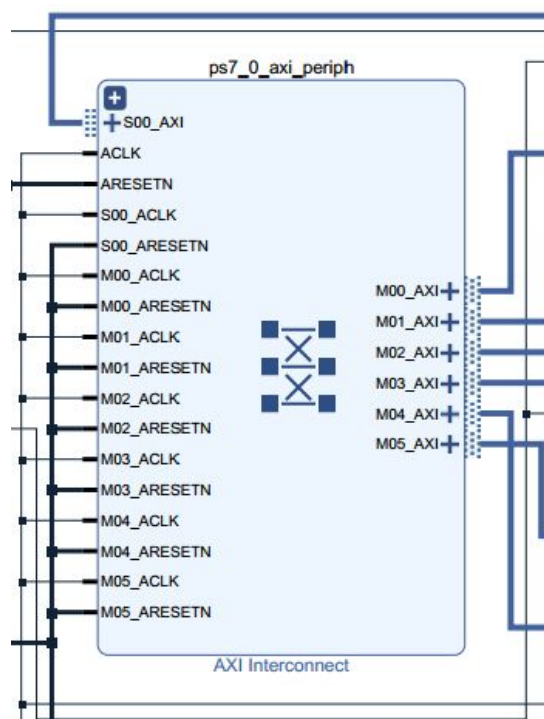 ps7_0_axi_periph
S00_AXI
ACLK
ARESETN
S00_ACLK
S00_ARESETN
M00_ACLK
M00_ARESETN
M01_ACLK
M01_ARESETN
M02_ACLK
M02_ARESETN
M03_ACLK
M03_ARESETN
M04_ACLK
M04_ARESETN
M05_ACLK
M05_ARESETN
M00_AXI
M01_AXI
M02_AXI
M03_AXI
M04_AXI
M05_AXI
AXI Interconnect